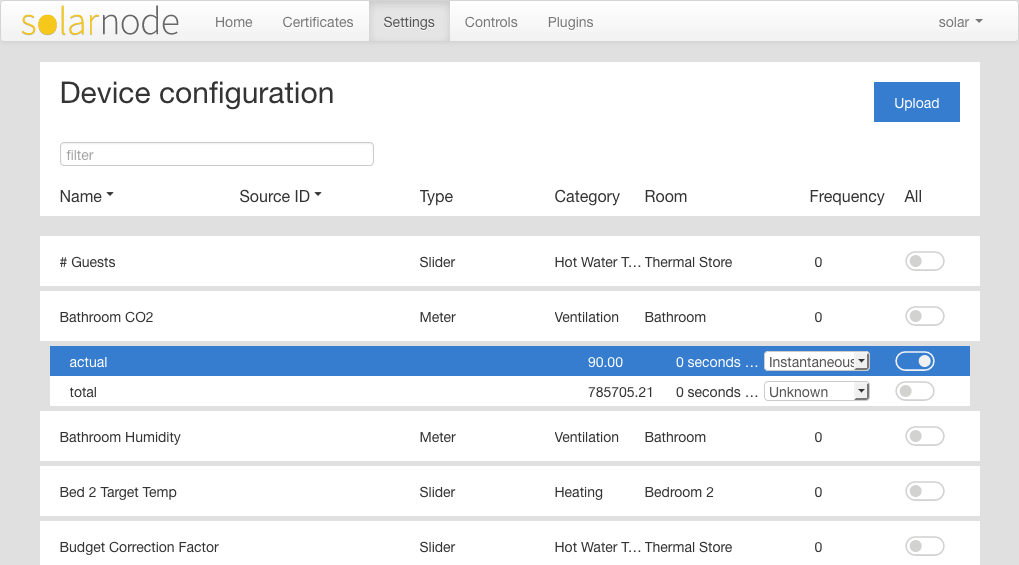 solarnode Home Certificates Settings Controls Plugins solar
Device configuration
Upload
filter
Name Source ID Type Category Room Frequency All
# Guests Slider Hot Water T... Thermal Store 0
Bathroom CO2 Meter Ventilation Bathroom 0
actual 90.00 0 seconds ... Instantaneous
total 785705.21 0 seconds ... Unknown
Bathroom Humidity Meter Ventilation Bathroom 0
Bed 2 Target Temp Slider Heating Bedroom 2 0
Budget Correction Factor Slider Hot Water T... Thermal Store 0